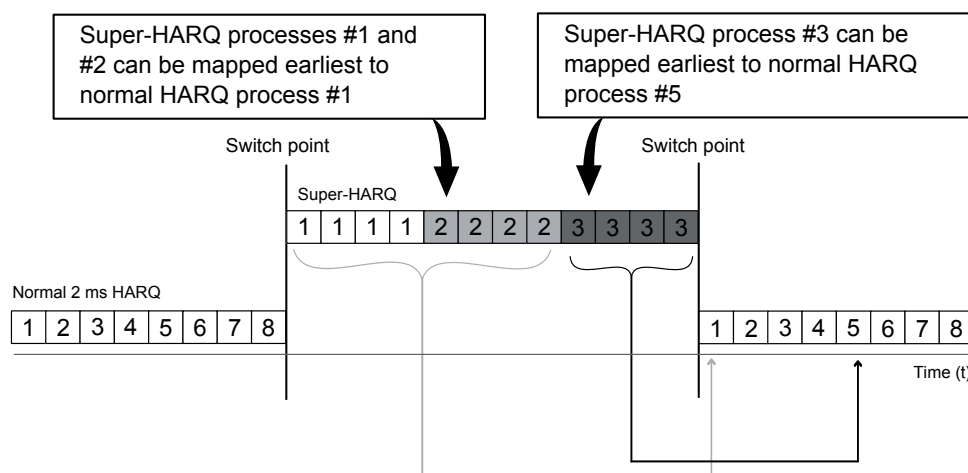 Super-HARQ processes #1 and
#2 can be mapped earliest to
normal HARQ process #1
Super-HARQ process #3 can be
mapped earliest to normal HARQ
process #5
Switch point
Switch point
Super-HARQ
1 1 1 1 2 2 2 2 3 3 3 3
Normal 2 ms HARQ
1 2 3 4 5 6 7 8
1 2 3 4 5 6 7 8
Time (t)